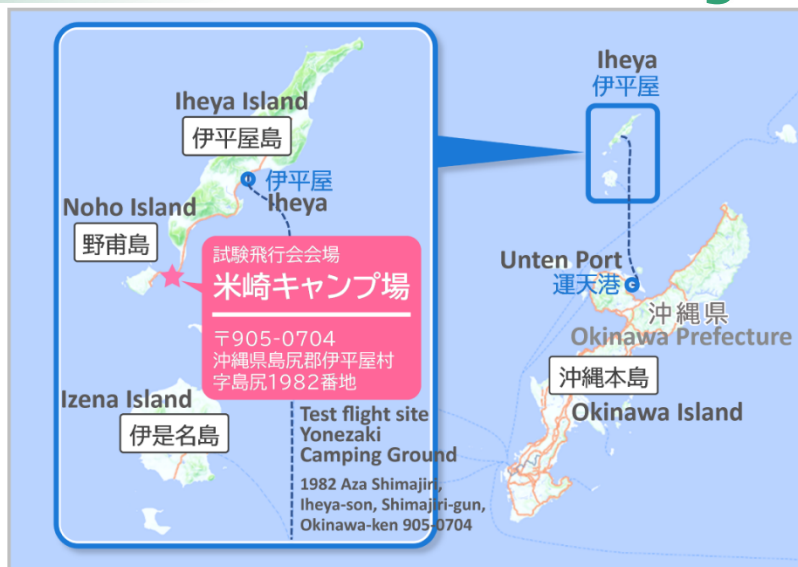 Iheya Island
伊平屋島
伊平屋
Iheya
Noho Island
野甫島
試験飛行会会場
米崎キャンプ場
〒905-0704
沖縄県島尻郡伊平屋村
字島尻1982番地
Izena Island
伊是名島
Test flight site
Yonezaki
Camping Ground
1982 Aza Shimajiri,
Iheya-son, Shimajiri-gun,
Okinawa-ken 905-0704
Iheya
伊平屋
Unten Port
運天港
沖縄県
Okinawa Prefecture
沖縄本島
Okinawa Island